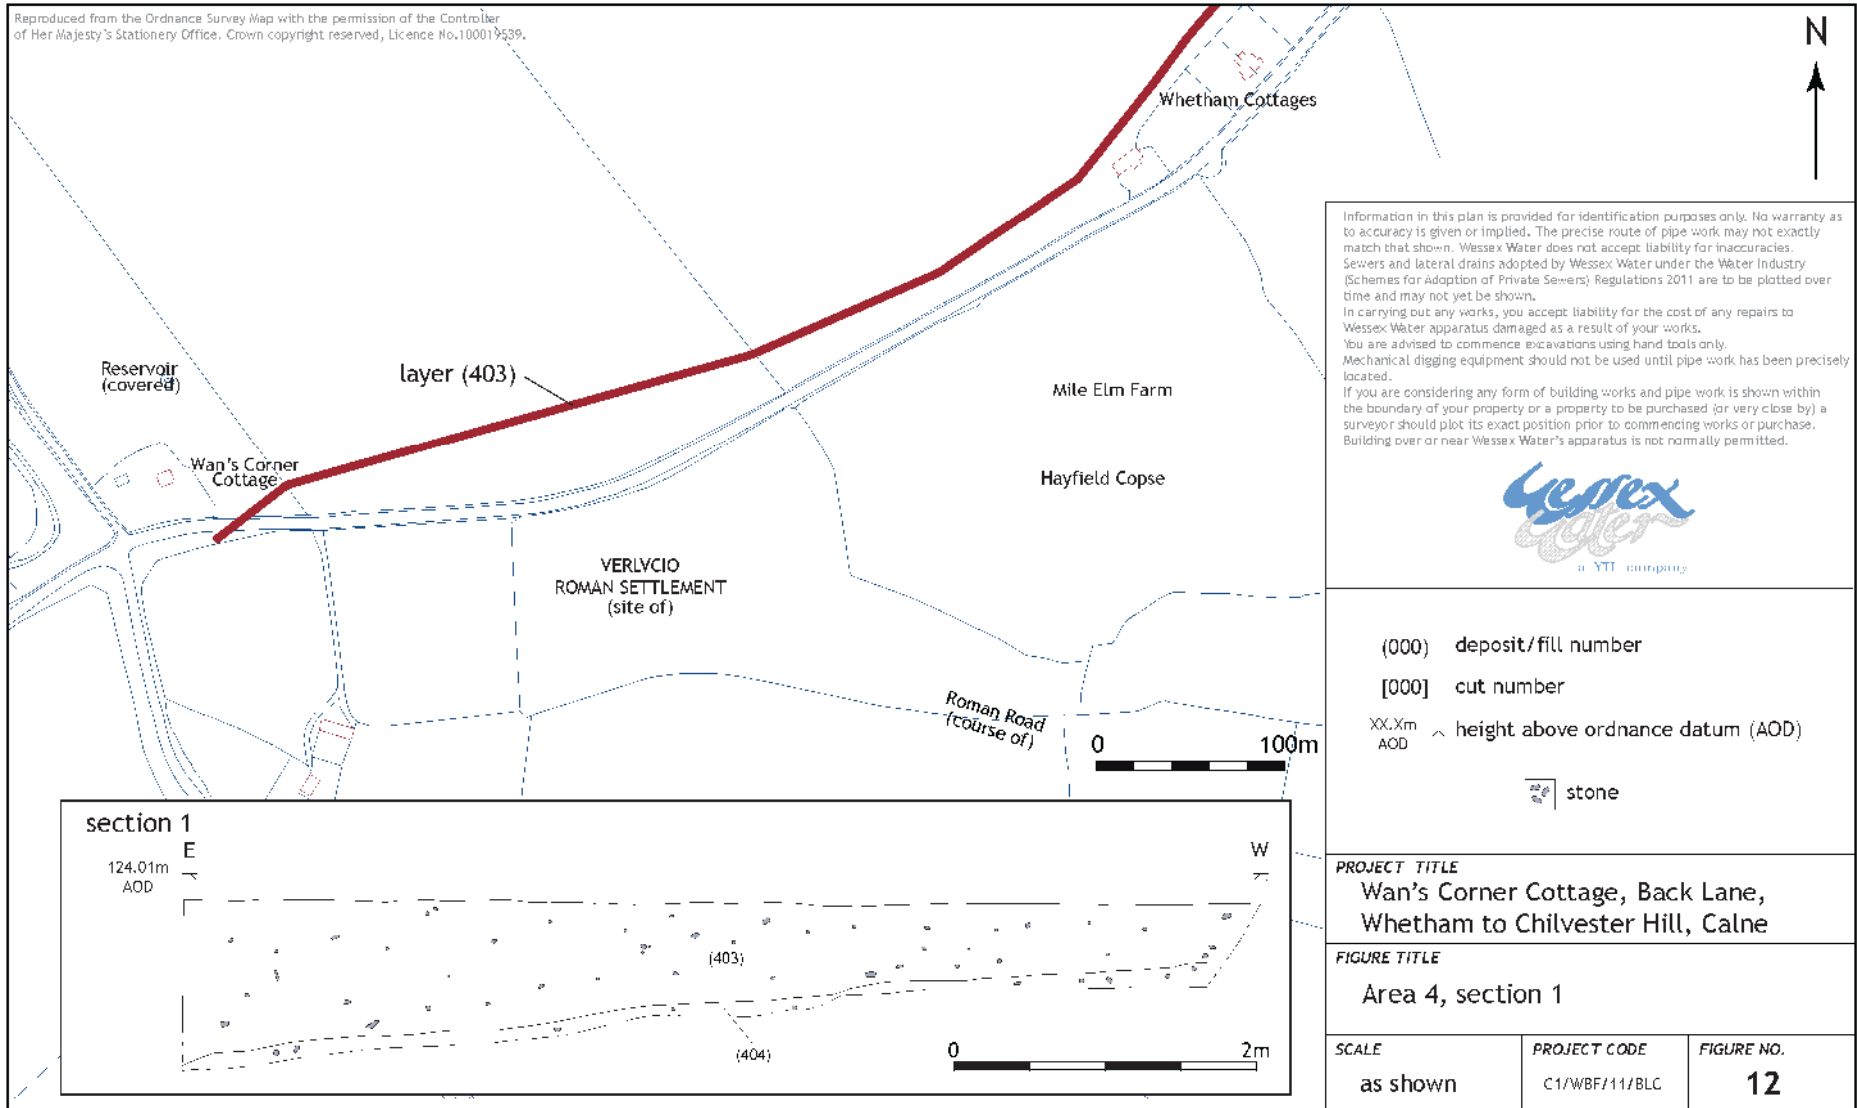 Reproduced from the Ordnance Survey Map with the permission of the Controller
of Her Majesty's Stationery Office. Crown copyright reserved, Licence No.100019539.
N
Whetham Cottages
Reservoir
(covered)
layer (403)
Mile Elm Farm
Wan's Corner
Cottage
Hayfield Copse
VERLVCIO
ROMAN SETTLEMENT
(site of)
Roman Road
(course of)
0 100m
Information in this plan is provided for identification purposes only. No warranty as
to accuracy is given or implied. The precise route of pipe work may not exactly
match that shown. Wessex Water does not accept liability for inaccuracies.
Sewers and lateral drains adopted by Wessex Water under the Water Industry
(Schemes for Adoption of Private Sewers) Regulations 2011 are to be plotted over
time and may not yet be shown.
In carrying out any works, you accept liability for the cost of any repairs to
Wessex Water apparatus damaged as a result of your works.
You are advised to commence excavations using hand tools only.
Mechanical digging equipment should not be used until pipe work has been precisely
located.
If you are considering any form of building works and pipe work is shown within
the boundary of your property or a property to be purchased (or very close by) a
surveyor should plot its exact position prior to commencing works or purchase.
Building over or near Wessex Water's apparatus is not normally permitted.
Wessex
Water
a YTL company
(000) deposit/fill number
[000] cut number
XX.Xm
AOD
height above ordnance datum (AOD)
stone
section 1
E
W
124.01m
AOD
(403)
(404)
0 2m
PROJECT TITLE
Wan's Corner Cottage, Back Lane,
Whetham to Chilvester Hill, Calne
FIGURE TITLE
Area 4, section 1
SCALE
as shown
PROJECT CODE
C1/WBF/11/BLC
FIGURE NO.
12